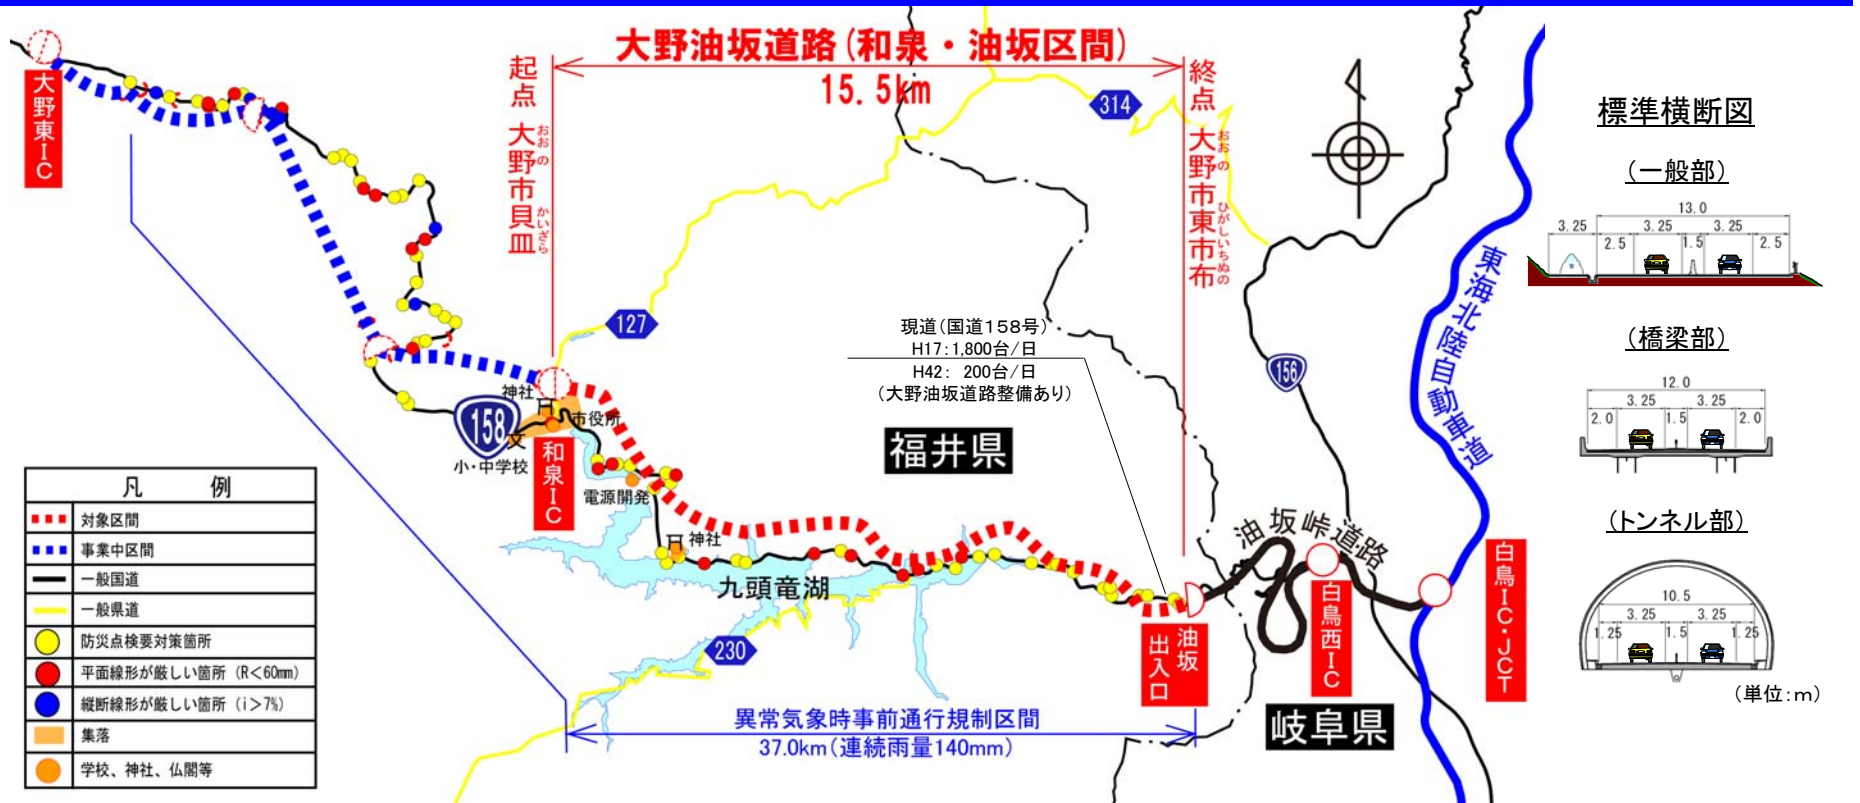 大野油坂道路(和泉・油坂区間)
15.5km
起点 大野市貝皿
おおの
かいざら
終点 大野市東市布
おおの
ひがしいちぬの
大野東IC
314
127
現道(国道158号)
H17:1,800台/日
H42: 200台/日
(大野油坂道路整備あり)
156
東海北陸自動車道
神社
市役所
158
文
小・中学校
和泉IC
電源開発
神社
九頭竜湖
福井県
油坂峠道路
230
油坂
出入口
白鳥西IC
白鳥IC・JCT
岐阜県
異常気象時事前通行規制区間
37.0km(連続雨量140mm)
凡 例
対象区間
事業中区間
一般国道
一般県道
防災点検要対策箇所
平面線形が厳しい箇所(R<60mm)
縦断線形が厳しい箇所(i>7%)
集落
学校、神社、仏閣等
標準横断図
(一般部)
13.0
3.25 3.25 3.25
2.5 1.5 2.5
(橋梁部)
12.0
3.25 3.25
2.0 1.5 2.0
(トンネル部)
10.5
3.25 3.25
1.25 1.5 1.25
(単位:m)